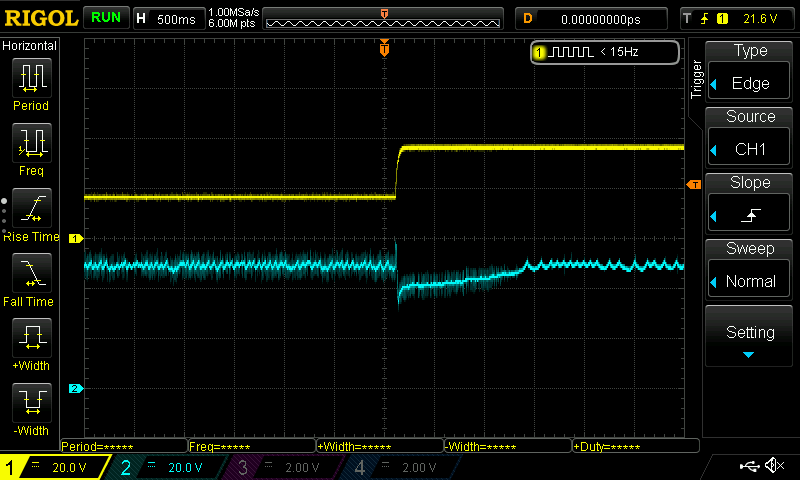 RIGOL RUN H 500ms 1.00MSa/s 6.00M pts T D 0.00000000ps T 1 21.6 V
Horizontal
Period
Freq
Rise Time
Fall Time
+Width
-Width
T
1 < 15Hz
T
1
2
Trigger
Type
Edge
Source
CH1
Slope
Sweep
Normal
Setting
Period=***** Freq=***** +Width=***** -Width=***** +Duty=*****
1 20.0 V 2 20.0 V 3 2.00 V 4 2.00 V